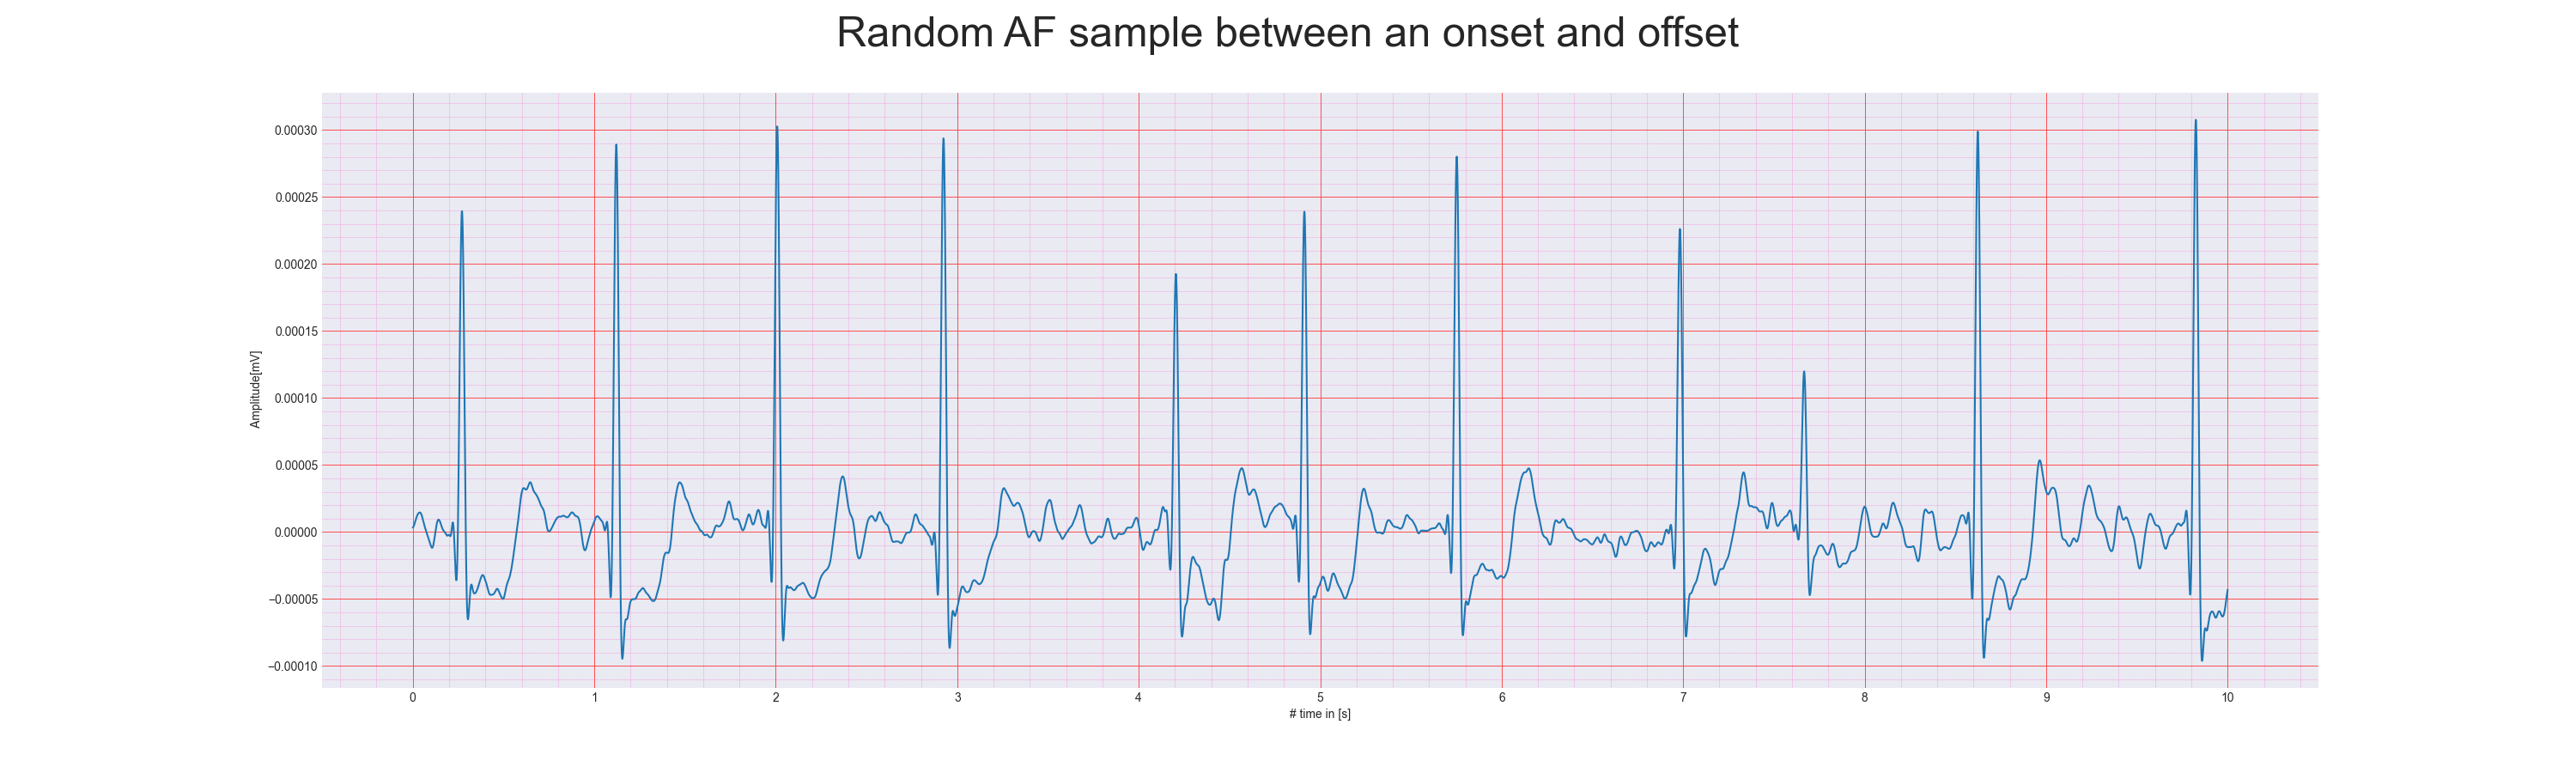 Random AF sample between an onset and offset
0.00030
0.00025
0.00020
0.00015
0.00010
0.00005
0.00000
−0.00005
−0.00010
Amplitude[mV]
0 1 2 3 4 5 6 7 8 9 10
# time in [s]